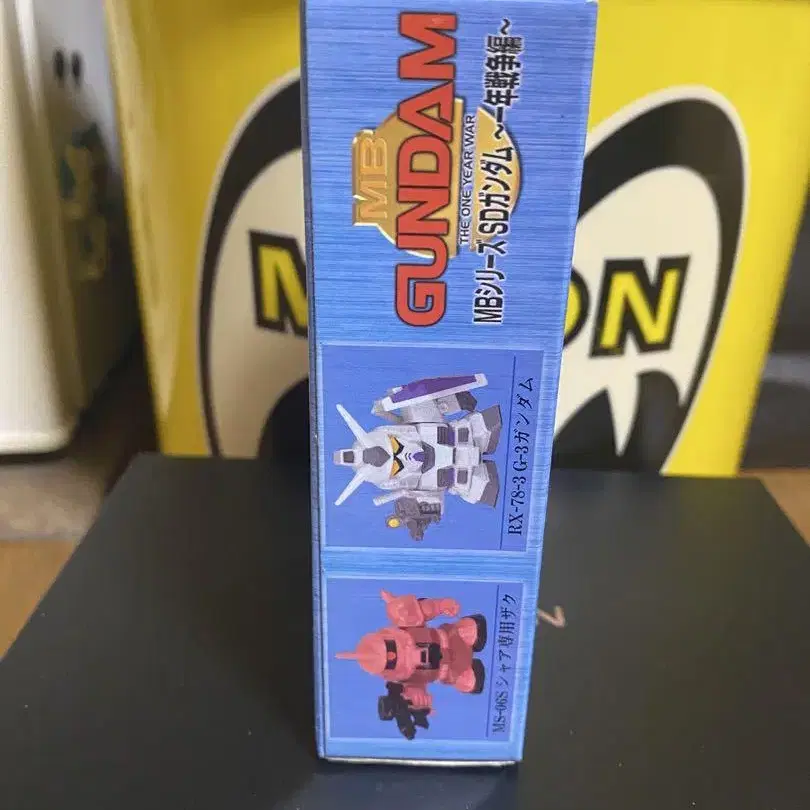 MB
GUNDAM
THE ONE YEAR WAR
MBシリーズ SDガンダム ～一年戦争編～
RX-78-3 G-3ガンダム
MS-06S シャア専用ザク